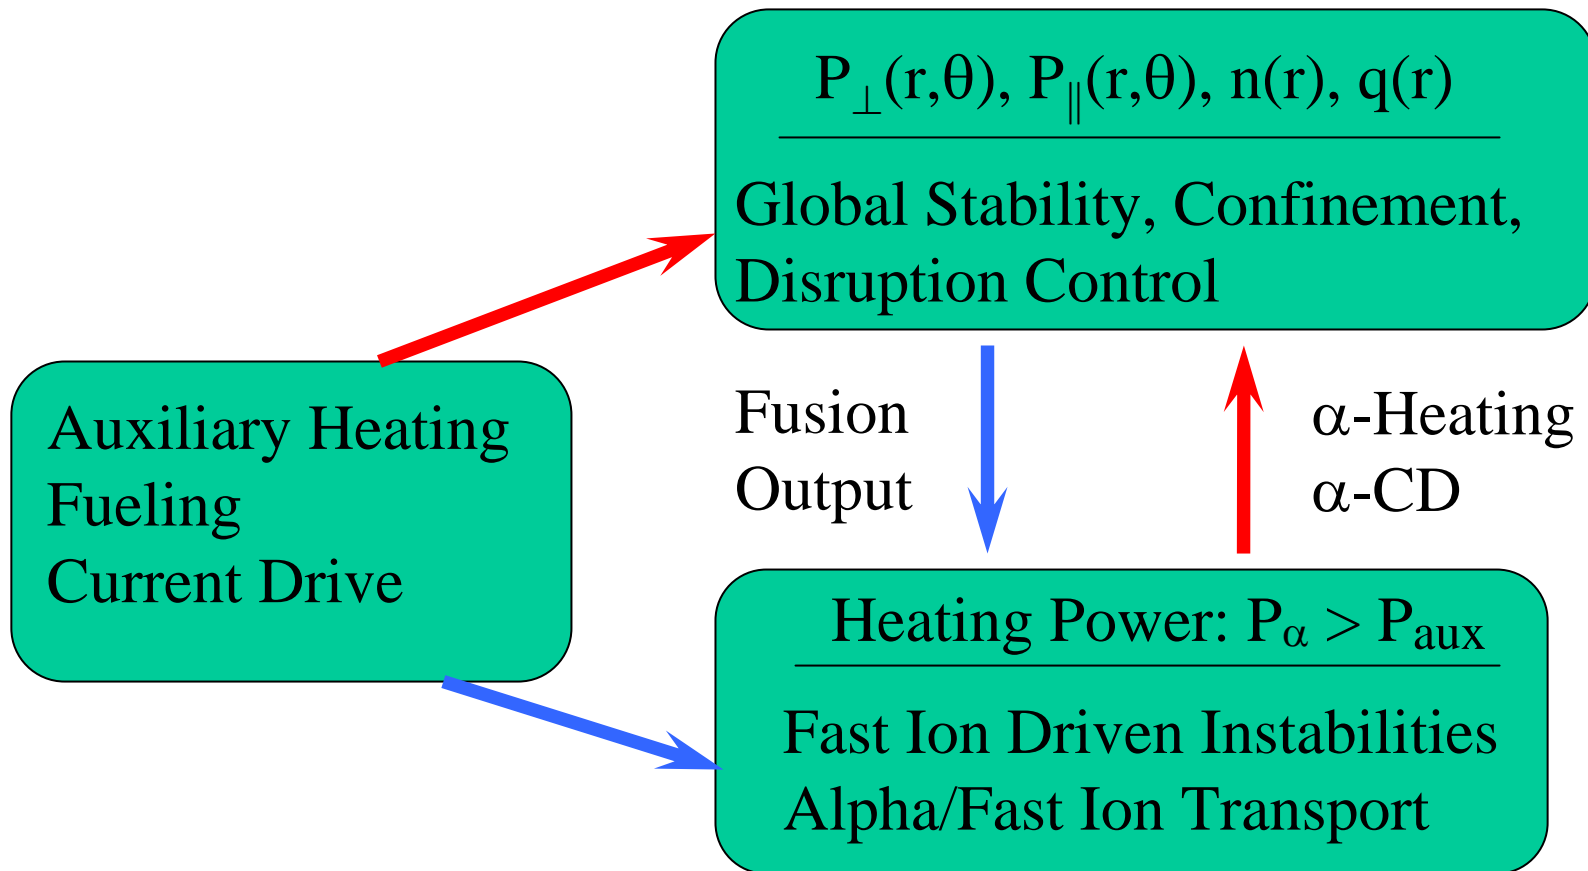 P⊥(r,θ), P∥(r,θ), n(r), q(r)
Global Stability, Confinement,
Disruption Control
Auxiliary Heating
Fueling
Current Drive
Fusion
Output
α-Heating
α-CD
Heating Power: Pα > Paux
Fast Ion Driven Instabilities
Alpha/Fast Ion Transport